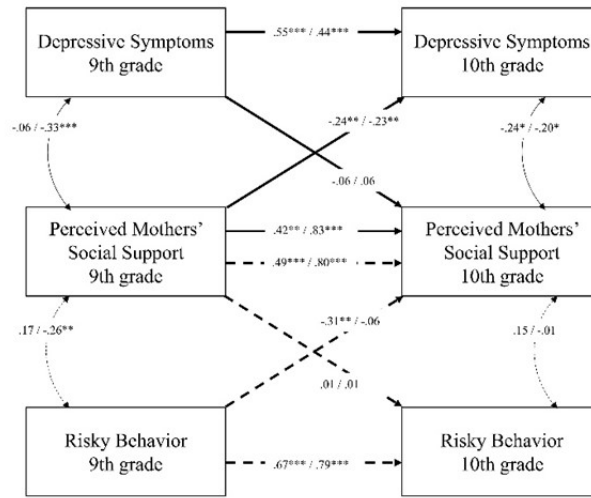 Depressive Symptoms
9th grade
.55*** / .44***
Depressive Symptoms
10th grade
-.06 / -.33***
-.24** / -.23**
-.24* / -.20*
-.06 / .06
Perceived Mothers'
Social Support
9th grade
.42** / .83***
.49*** / .80***
Perceived Mothers'
Social Support
10th grade
.17 / -.26**
-.31** / -.06
.15 / -.01
.01 / .01
Risky Behavior
9th grade
.67*** / .79***
Risky Behavior
10th grade